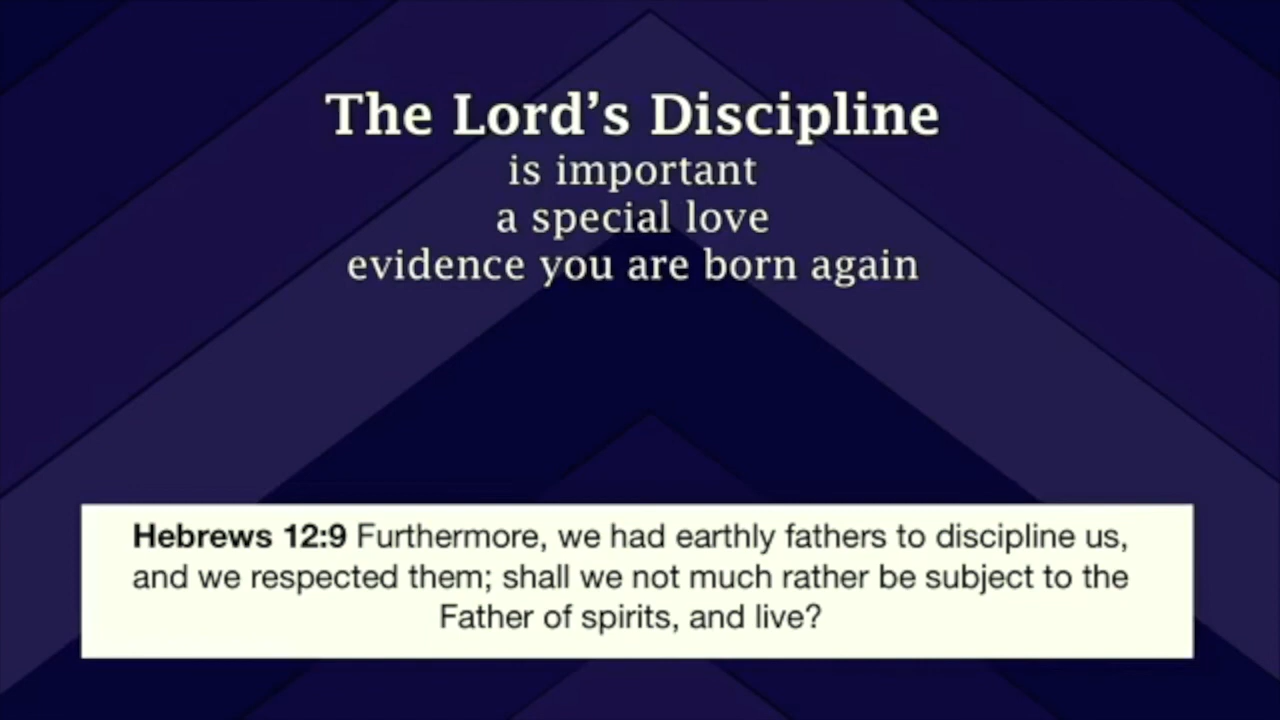 The Lord’s Discipline
is important
a special love
evidence you are born again
Hebrews 12:9 Furthermore, we had earthly fathers to discipline us,
and we respected them; shall we not much rather be subject to the
Father of spirits, and live?